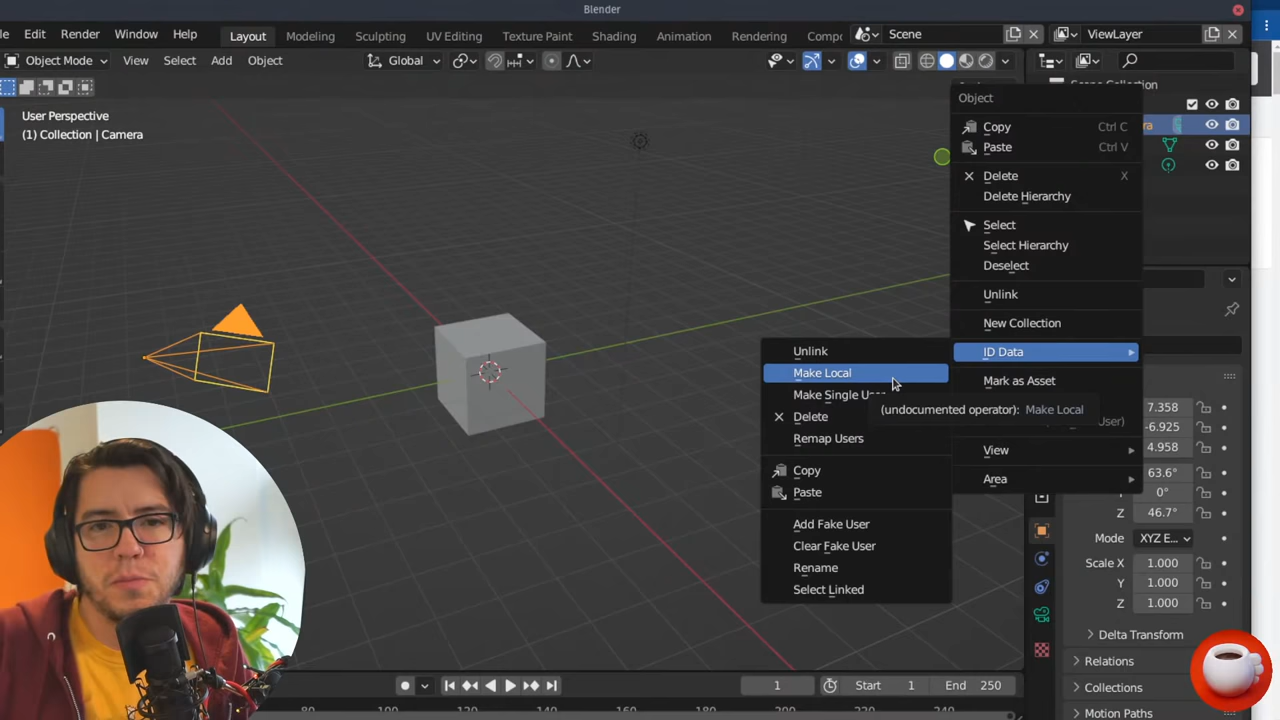 Blender
Edit Render Window Help Layout Modeling Sculpting UV Editing Texture Paint Shading Animation Rendering Scene ViewLayer
Object Mode View Select Add Object Global
User Perspective
(1) Collection | Camera
Object
Copy Ctrl C
Paste Ctrl V
Delete X
Delete Hierarchy
Select
Select Hierarchy
Deselect
Unlink
New Collection
ID Data
Mark as Asset
User)
View
Area
Unlink
Make Local
Make Single
Delete
Remap Users
Copy
Paste
Add Fake User
Clear Fake User
Rename
Select Linked
(undocumented operator): Make Local
7.358
-6.925
4.958
63.6°
Y 0°
Z 46.7°
Mode XYZ E...
Scale X 1.000
Y 1.000
Z 1.000
Delta Transform
Relations
Collections
Motion Paths
1 Start 1 End 250
80 100 120 140 160 180 200 220 240